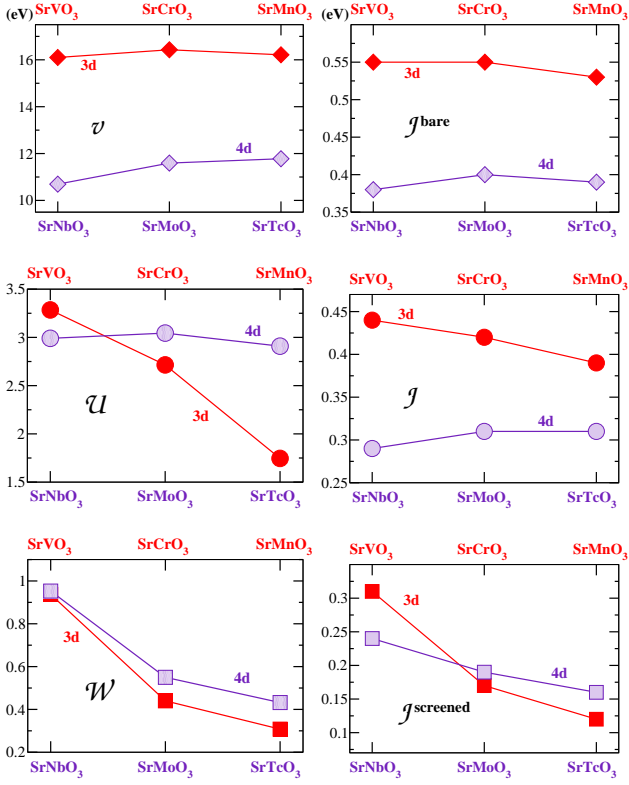 (eV) SrVO₃ SrCrO₃ SrMnO₃
16
14
12
10
3d
4d
𝓋
SrNbO₃ SrMoO₃ SrTcO₃
(eV) SrVO₃ SrCrO₃ SrMnO₃
0.55
0.5
0.45
0.4
0.35
3d
4d
𝒥 bare
SrNbO₃ SrMoO₃ SrTcO₃
SrVO₃ SrCrO₃ SrMnO₃
3.5
3
2.5
2
1.5
4d
3d
𝒰
SrNbO₃ SrMoO₃ SrTcO₃
SrVO₃ SrCrO₃ SrMnO₃
0.45
0.4
0.35
0.3
0.25
3d
4d
𝒥
SrNbO₃ SrMoO₃ SrTcO₃
SrVO₃ SrCrO₃ SrMnO₃
1
0.8
0.6
0.4
0.2
3d
4d
𝒲
SrNbO₃ SrMoO₃ SrTcO₃
SrVO₃ SrCrO₃ SrMnO₃
0.3
0.25
0.2
0.15
0.1
3d
4d
𝒥 screened
SrNbO₃ SrMoO₃ SrTcO₃